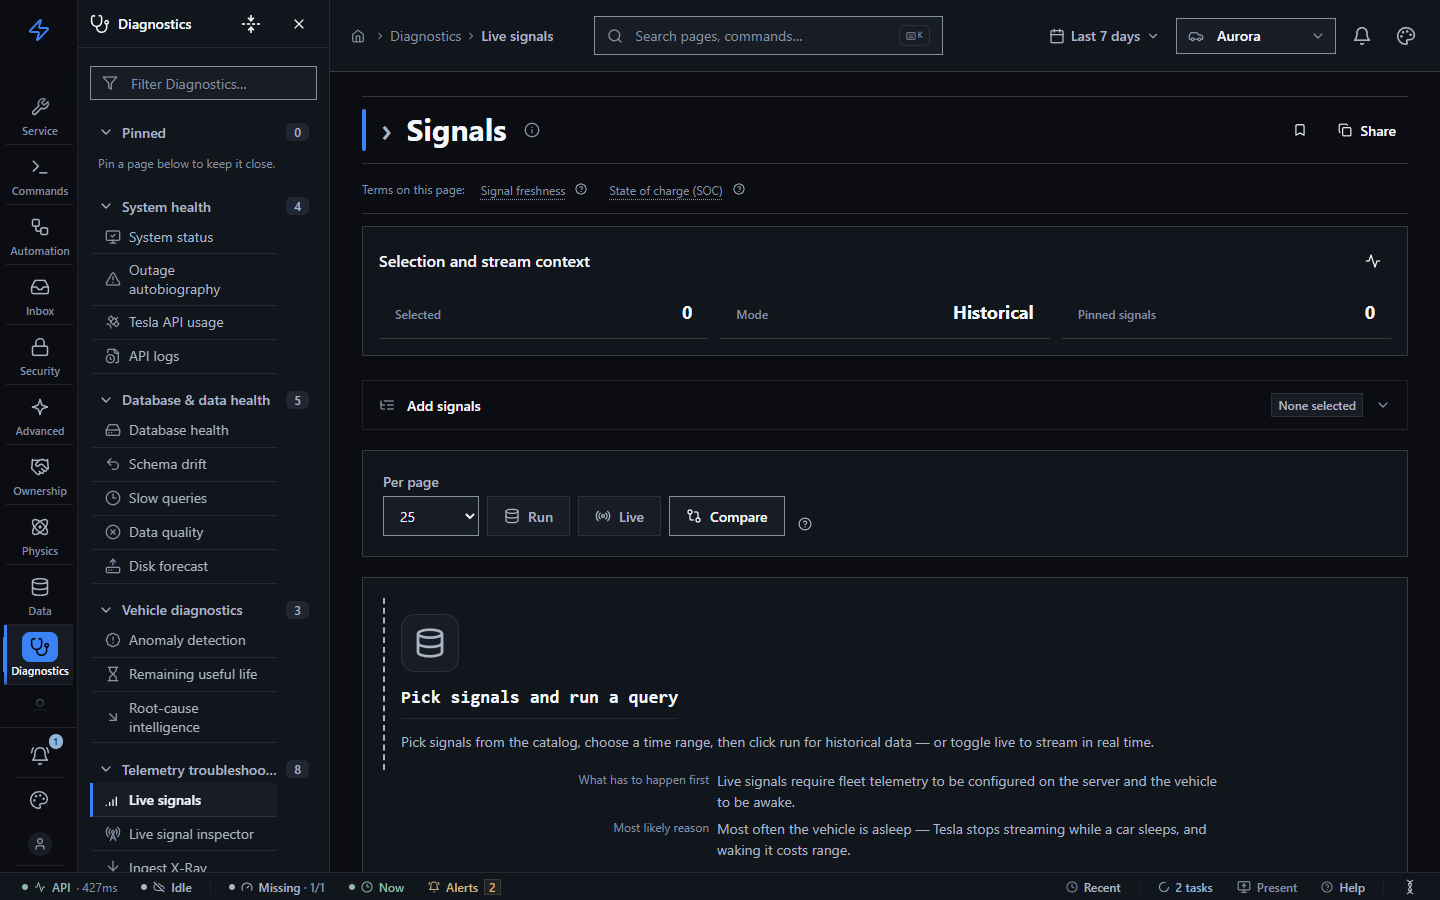 Diagnostics
Diagnostics
Live signals
Search pages, commands...
K
Last 7 days
Aurora
Service
Commands
Automation
Inbox
Security
Advanced
Ownership
Physics
Data
Diagnostics
1
Filter Diagnostics...
Pinned 0
Pin a page below to keep it close.
System health 4
System status
Outage
autobiography
Tesla API usage
API logs
Database & data health 5
Database health
Schema drift
Slow queries
Data quality
Disk forecast
Vehicle diagnostics 3
Anomaly detection
Remaining useful life
Root-cause
intelligence
Telemetry troubleshoo... 8
Live signals
Live signal inspector
Ingest X-Ray
Signals
Share
Terms on this page: Signal freshness State of charge (SOC)
Selection and stream context
Selected 0 Mode Historical Pinned signals 0
Add signals None selected
Per page
25 Run Live Compare
Pick signals and run a query
Pick signals from the catalog, choose a time range, then click run for historical data — or toggle live to stream in real time.
What has to happen first Live signals require fleet telemetry to be configured on the server and the vehicle
to be awake.
Most likely reason Most often the vehicle is asleep — Tesla stops streaming while a car sleeps, and
waking it costs range.
API · 427ms Idle Missing · 1/1 Now Alerts 2 Recent 2 tasks Present Help